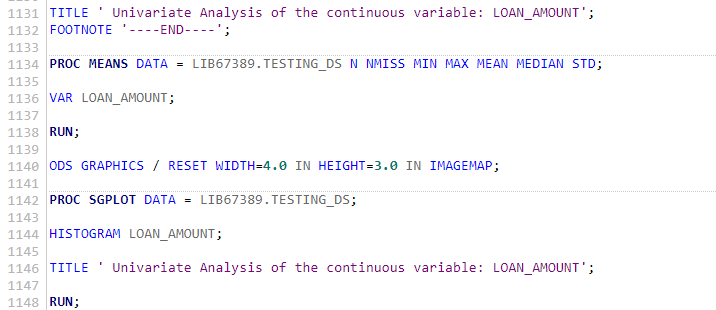 1131 TITLE ' Univariate Analysis of the continuous variable: LOAN_AMOUNT';
1132 FOOTNOTE '----END----';
1133
1134 PROC MEANS DATA = LIB67389.TESTING_DS N NMISS MIN MAX MEAN MEDIAN STD;
1135
1136 VAR LOAN_AMOUNT;
1137
1138 RUN;
1139
1140 ODS GRAPHICS / RESET WIDTH=4.0 IN HEIGHT=3.0 IN IMAGEMAP;
1141
1142 PROC SGPLOT DATA = LIB67389.TESTING_DS;
1143
1144 HISTOGRAM LOAN_AMOUNT;
1145
1146 TITLE ' Univariate Analysis of the continuous variable: LOAN_AMOUNT';
1147
1148 RUN;